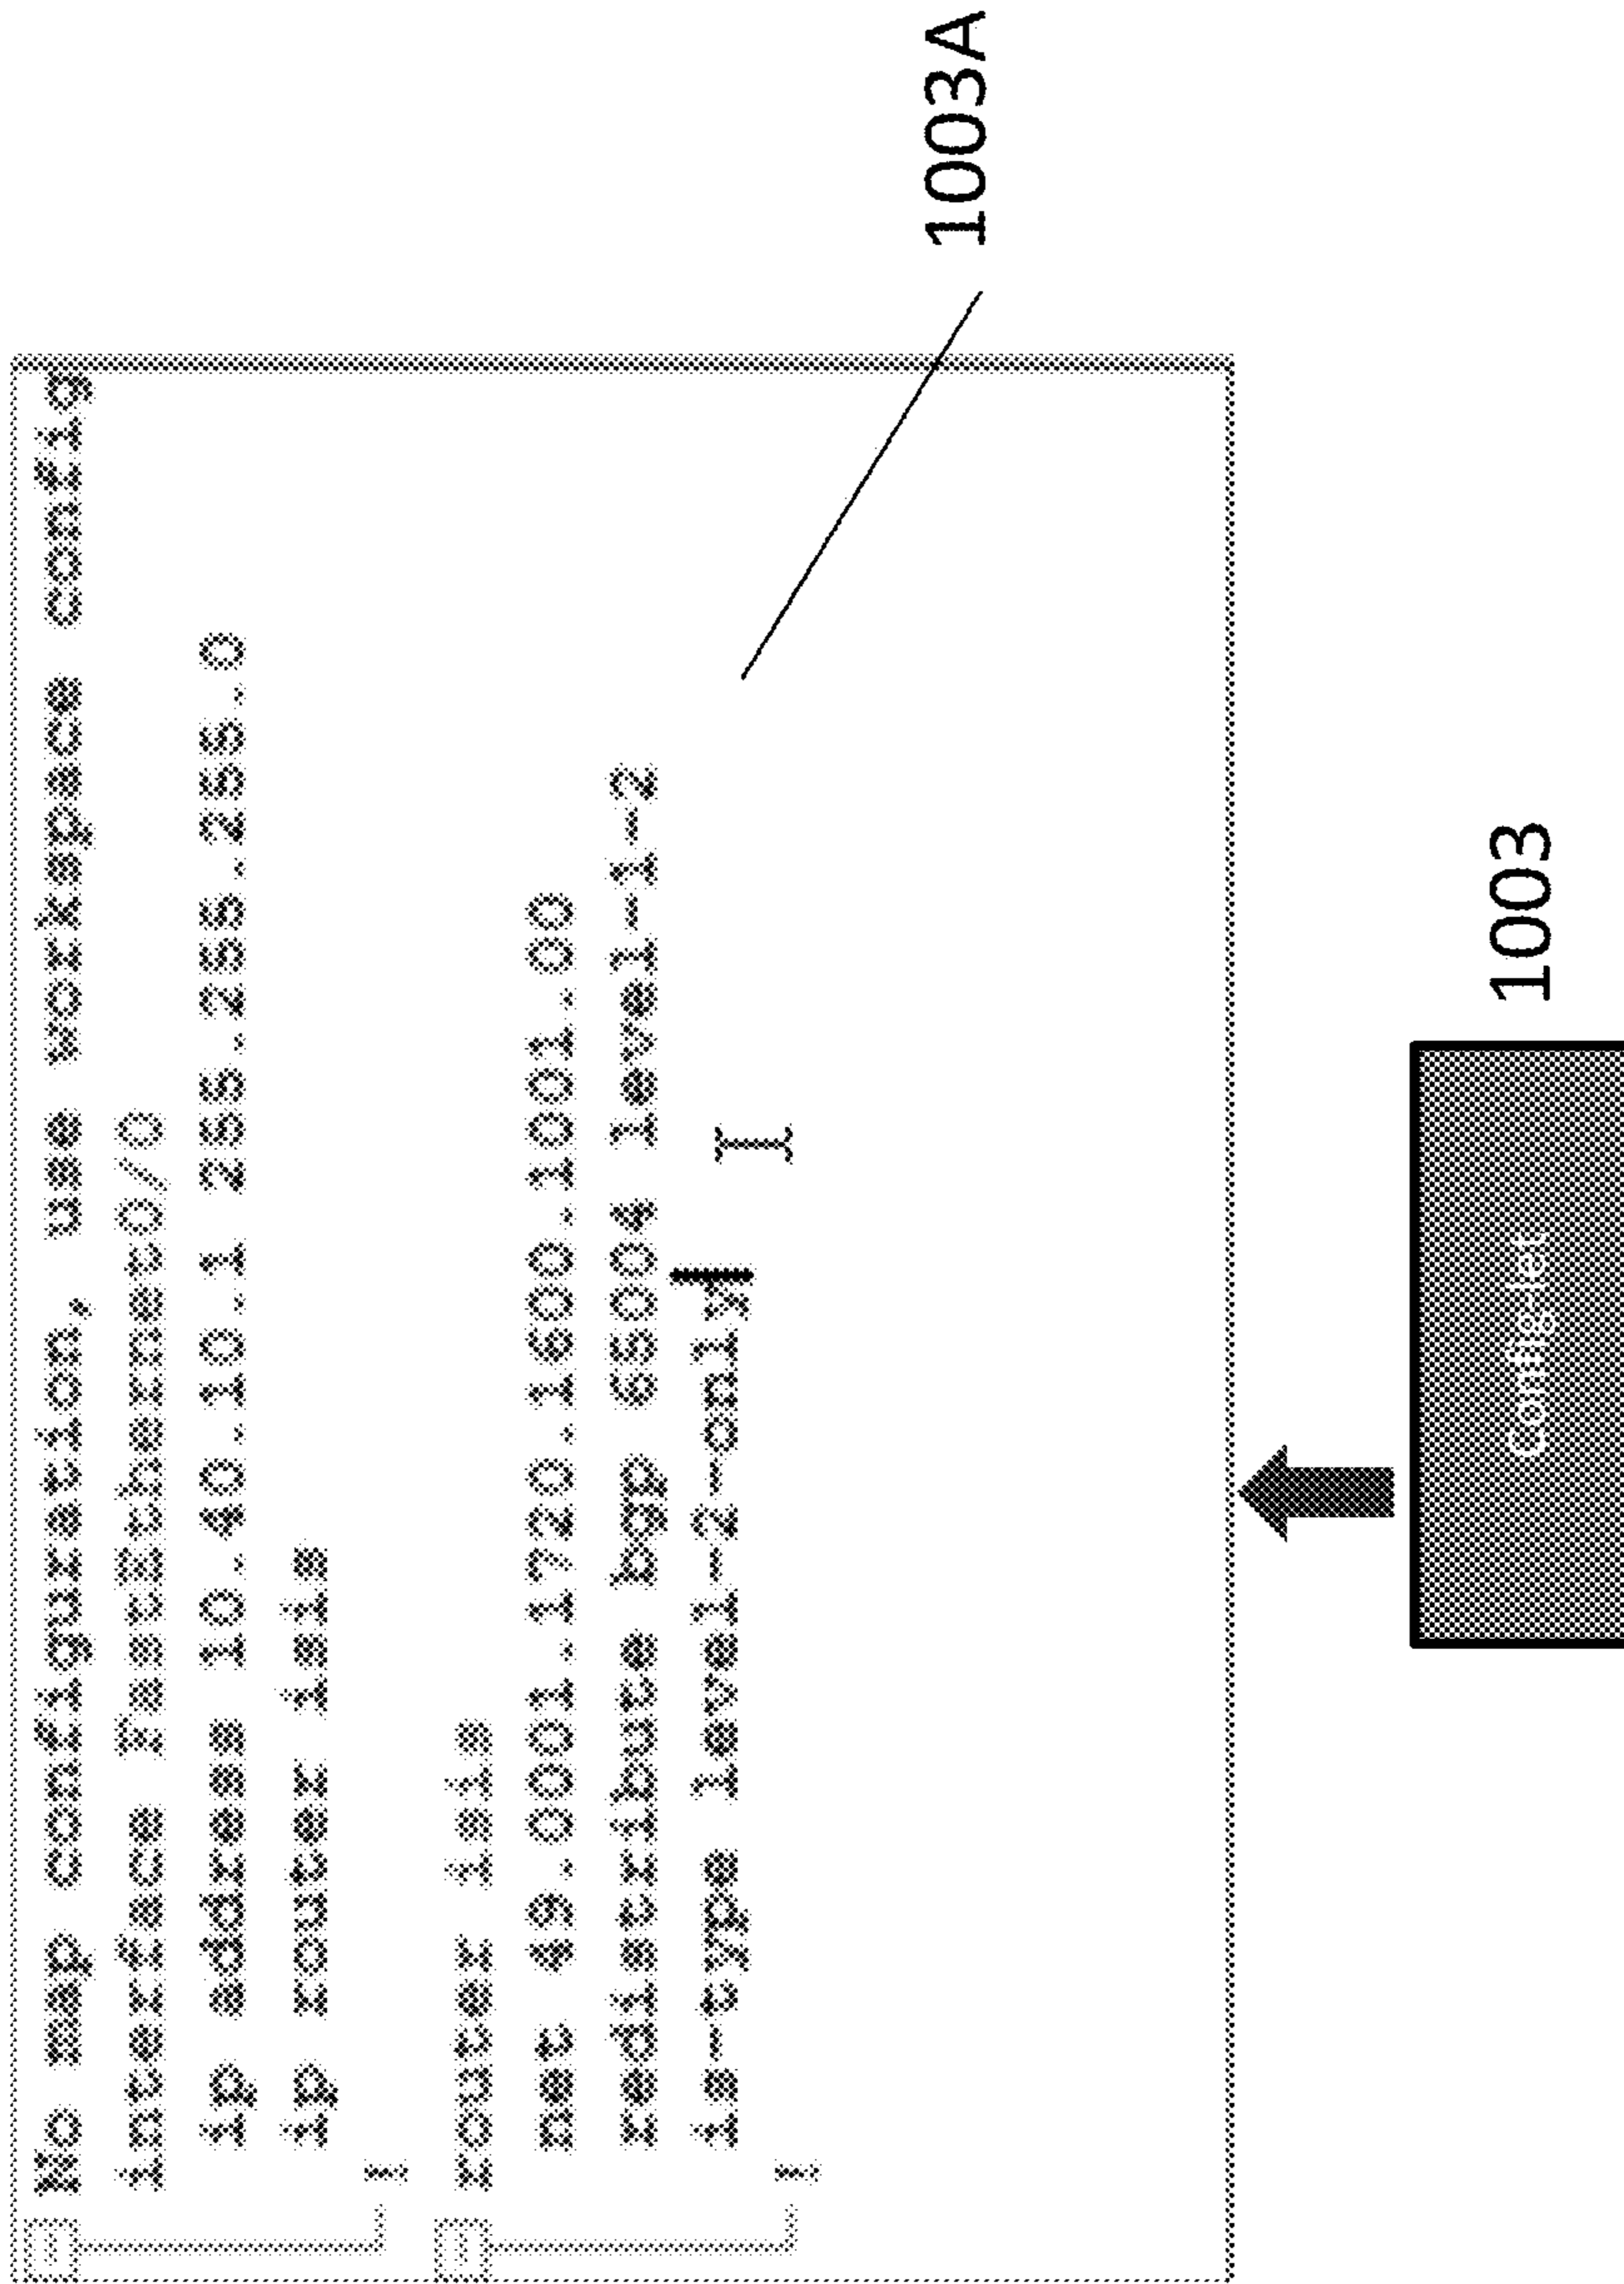 No map configuration, use workspace config
interface FastEthernet0/0
ip address 10.40.10.1 255.255.255.0
ip router isis
!
router isis
net 49.0001.1720.1600.1001.00
redistribute bgp 65004 level-1-2
is-type level-2-only
!
1003A
1003
Configlet